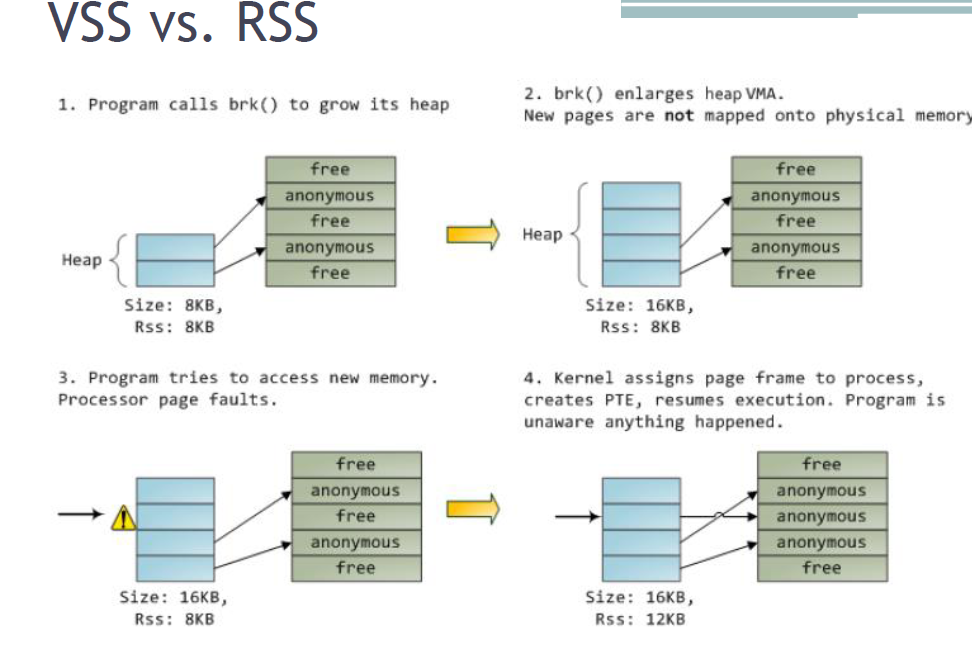 VSS vs. RSS
1. Program calls brk() to grow its heap
free
anonymous
free
anonymous
free
Heap
Size: 8KB,
Rss: 8KB
2. brk() enlarges heap VMA.
New pages are not mapped onto physical memory
free
anonymous
free
anonymous
free
Heap
Size: 16KB,
Rss: 8KB
3. Program tries to access new memory.
Processor page faults.
free
anonymous
free
anonymous
free
Size: 16KB,
Rss: 8KB
4. Kernel assigns page frame to process,
creates PTE, resumes execution. Program is
unaware anything happened.
free
anonymous
anonymous
anonymous
free
Size: 16KB,
Rss: 12KB